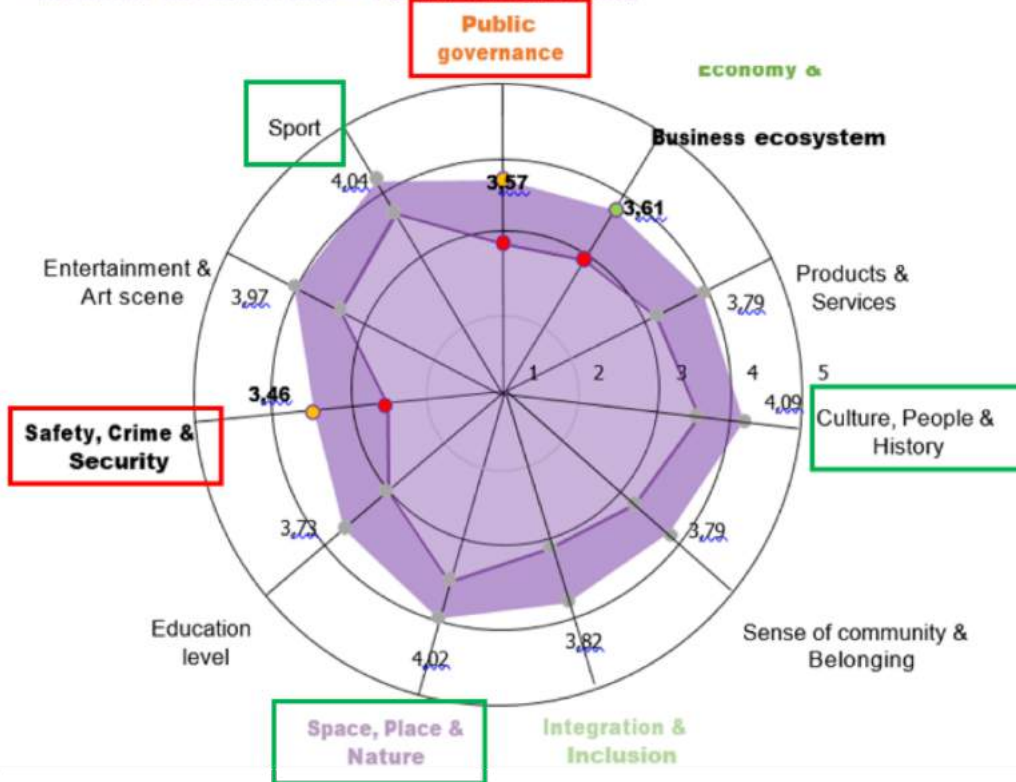 Public
governance
Economy &
Business ecosystem
Sport
4,04
3,57
3,61
Entertainment &
Art scene
3,97
Products &
Services
3,79
1 2 3 4 5
3,46
4,09
Safety, Crime &
Security
Culture, People &
History
3,73
3,79
Education
level
Sense of community &
Belonging
4,02
3,82
Space, Place &
Nature
Integration &
Inclusion